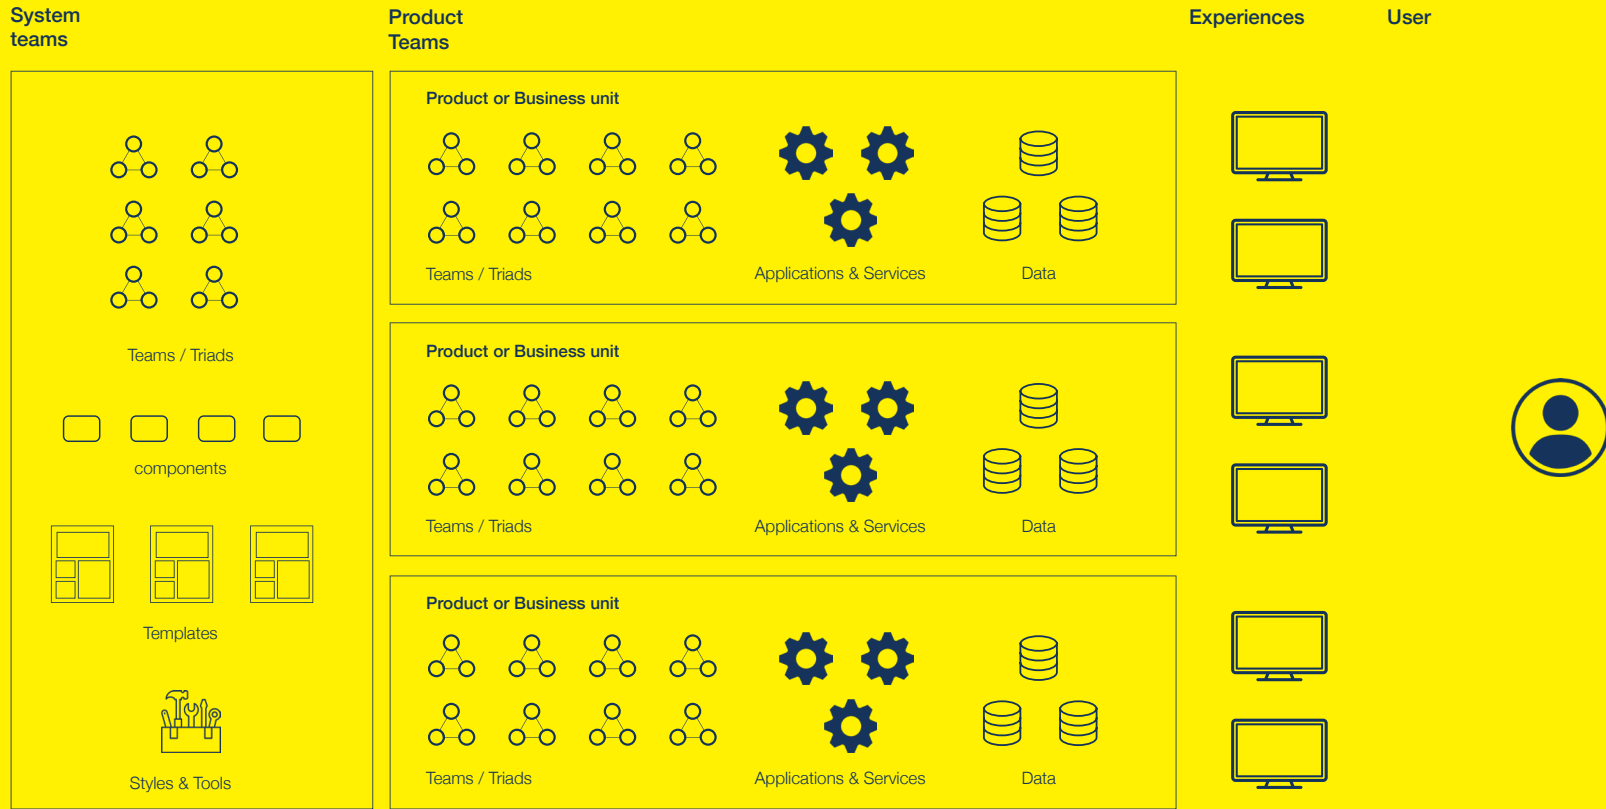 System
teams
Product
Teams
Experiences
User
Teams / Triads
components
Templates
Styles & Tools
Product or Business unit
Teams / Triads
Applications & Services
Data
Product or Business unit
Teams / Triads
Applications & Services
Data
Product or Business unit
Teams / Triads
Applications & Services
Data